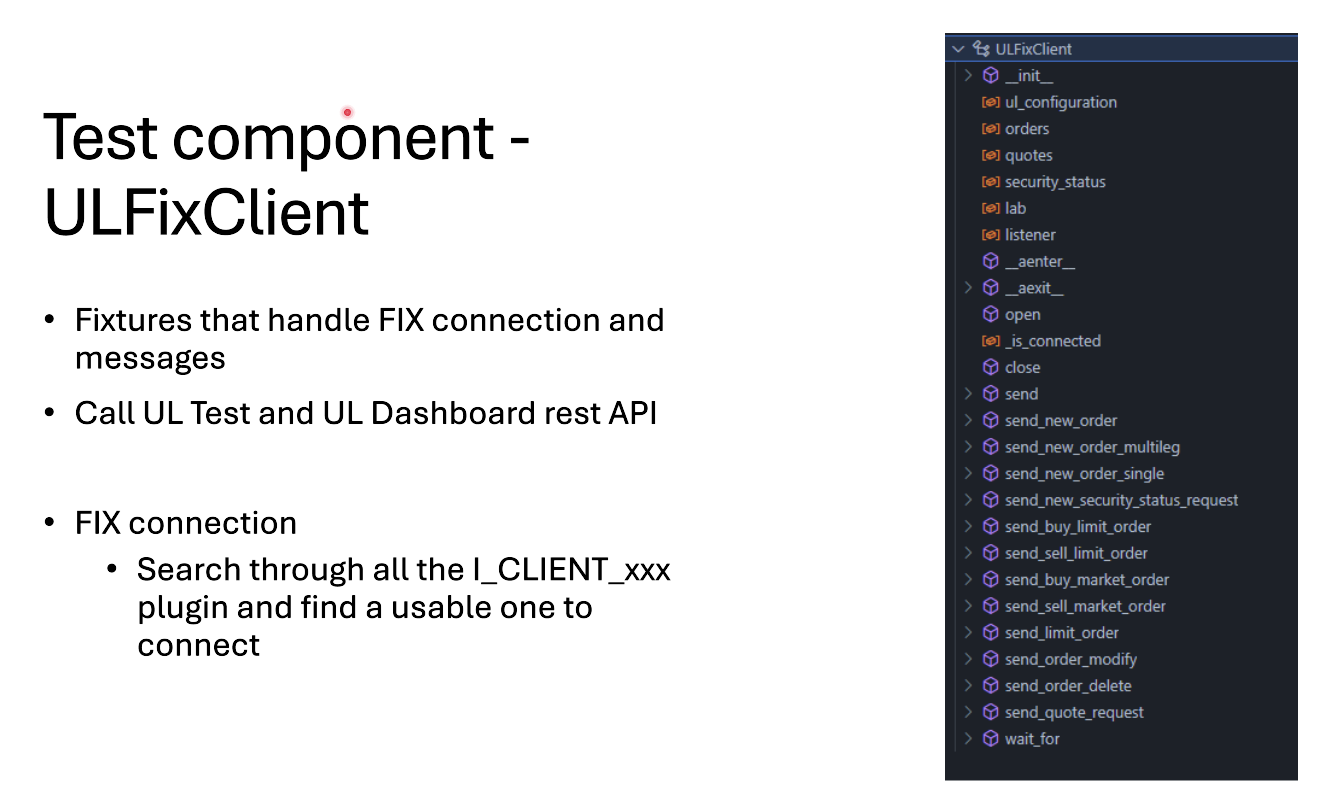 Test component -
ULFixClient
• Fixtures that handle FIX connection and
messages
• Call UL Test and UL Dashboard rest API
• FIX connection
• Search through all the I_CLIENT_xxx
plugin and find a usable one to
connect
ULFixClient
__init__
ul_configuration
orders
quotes
security_status
lab
listener
__aenter__
__aexit__
open
_is_connected
close
send
send_new_order
send_new_order_multileg
send_new_order_single
send_new_security_status_request
send_buy_limit_order
send_sell_limit_order
send_buy_market_order
send_sell_market_order
send_limit_order
send_order_modify
send_order_delete
send_quote_request
wait_for